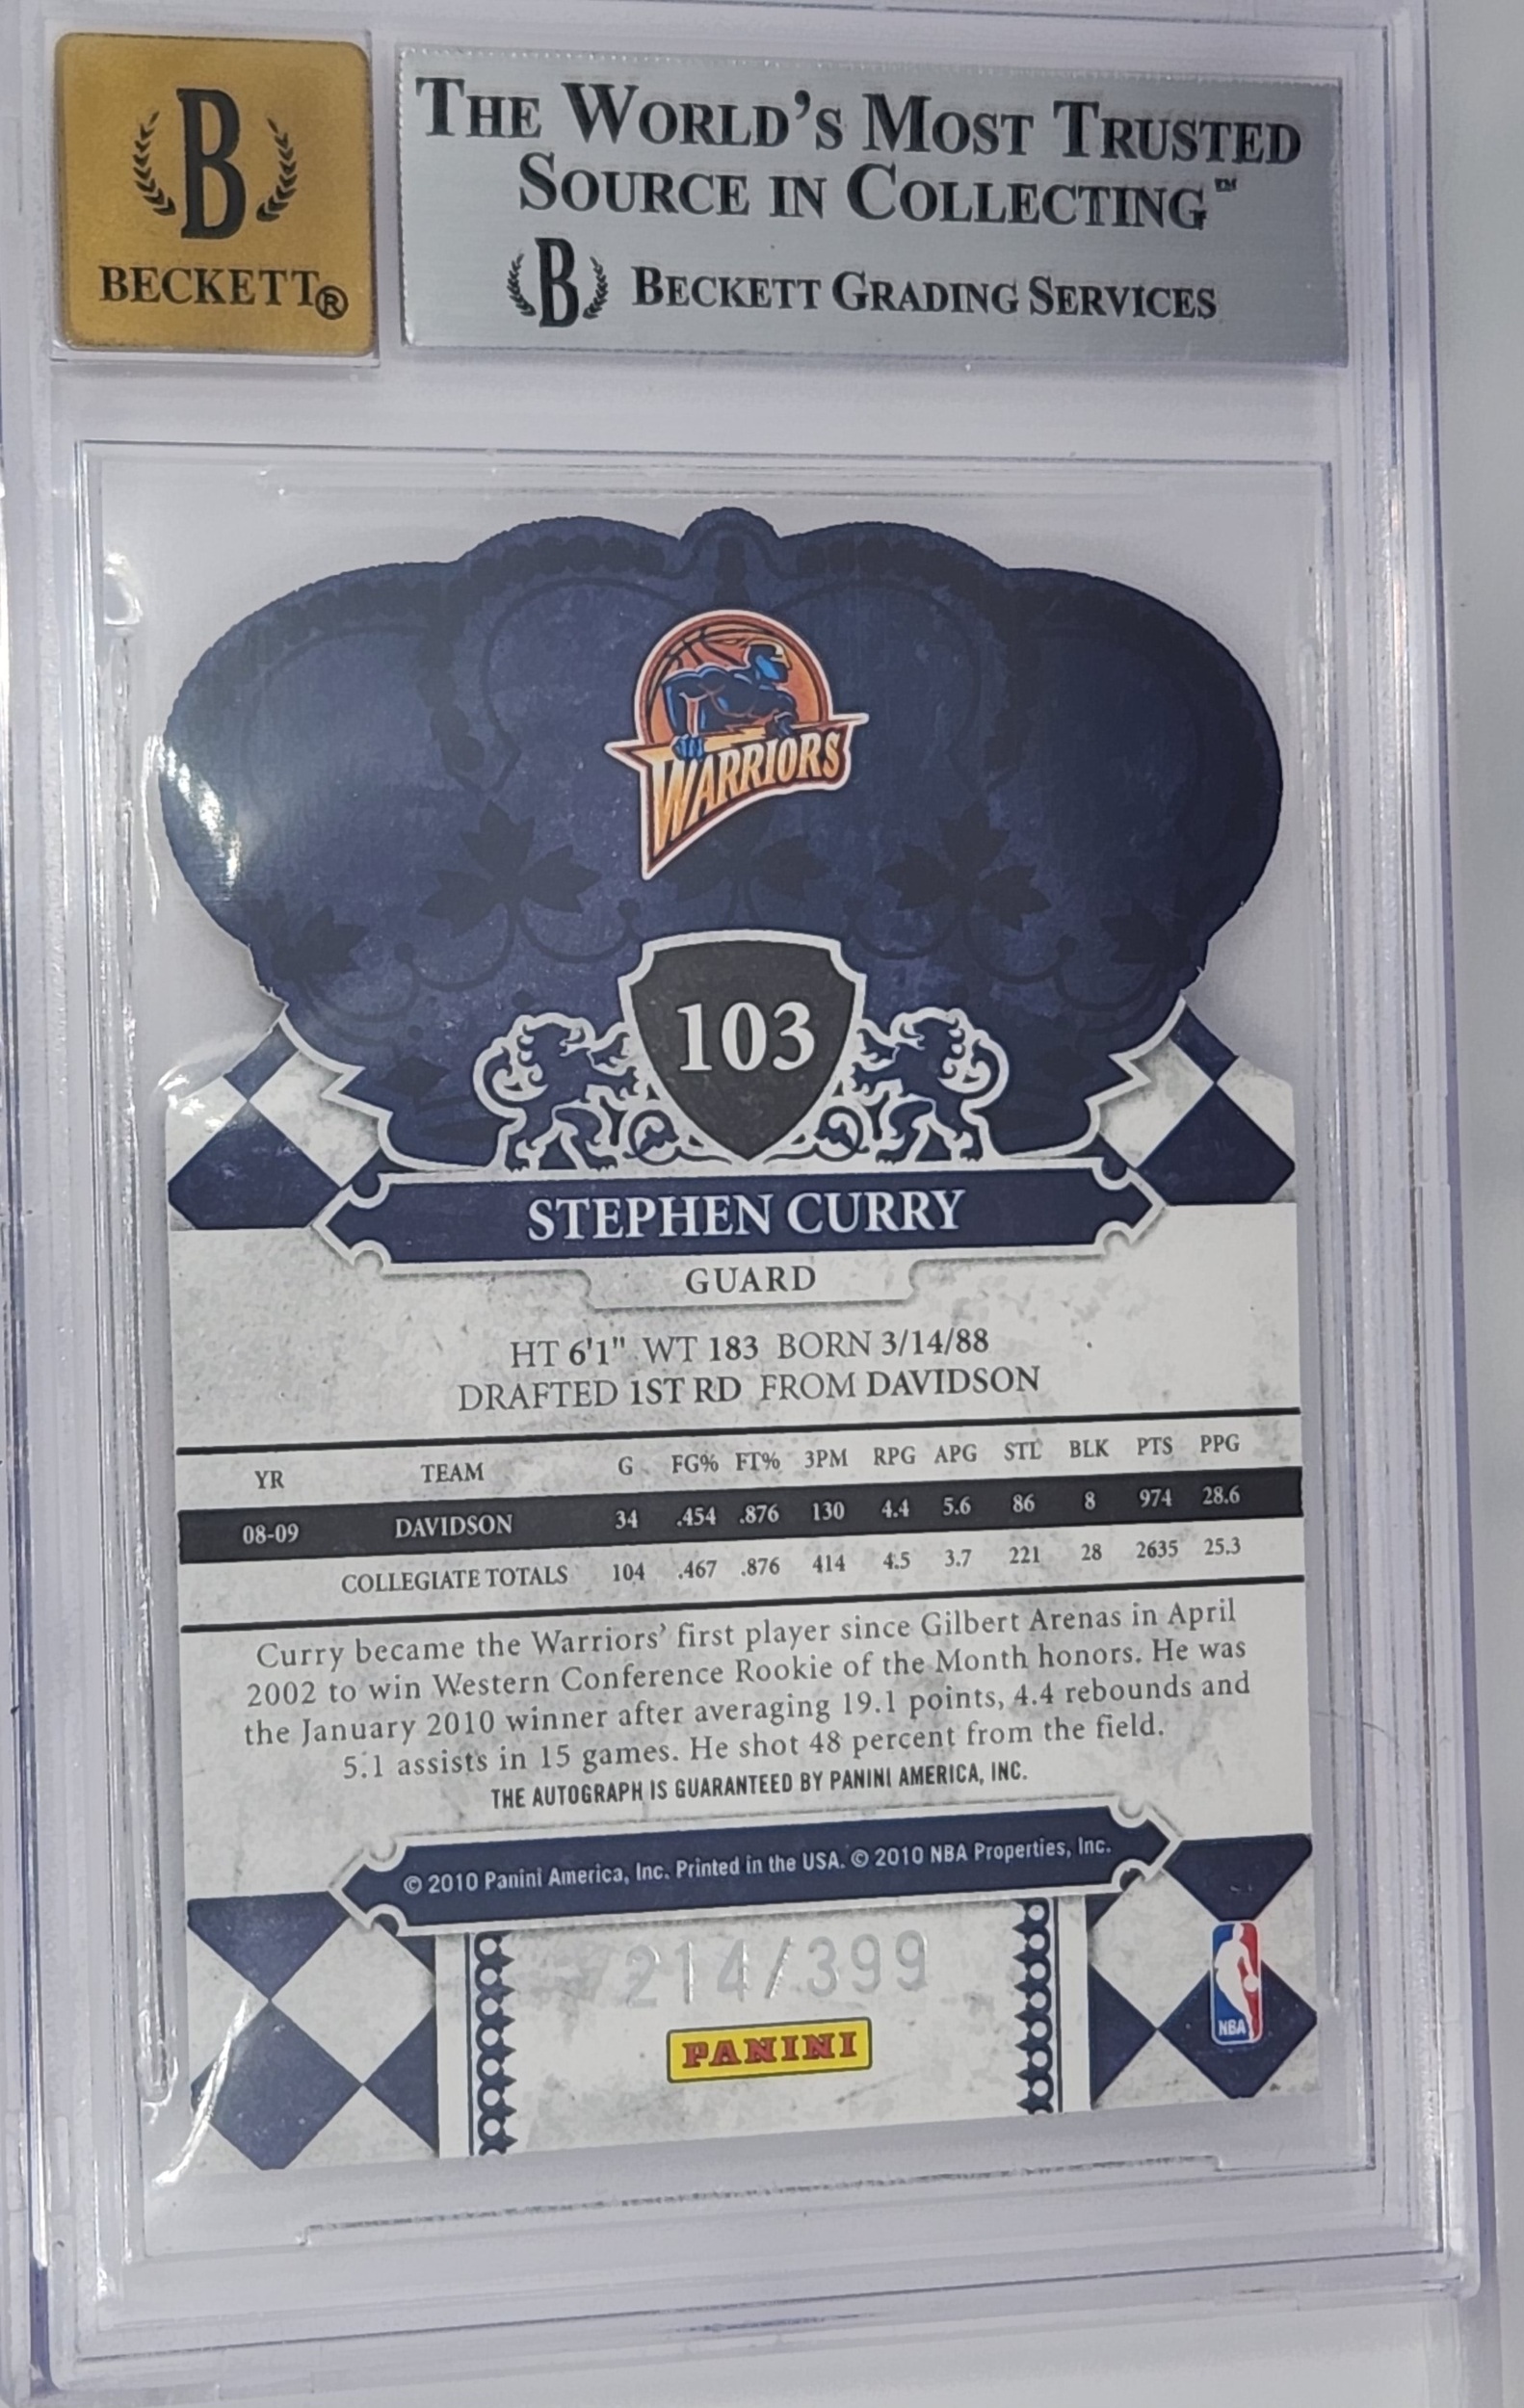 B
BECKETT®
THE WORLD'S MOST TRUSTED
SOURCE IN COLLECTING™
B BECKETT GRADING SERVICES
WARRIORS
103
STEPHEN CURRY
GUARD
HT 6'1" WT 183 BORN 3/14/88
DRAFTED 1ST RD FROM DAVIDSON
YR TEAM G FG% FT% 3PM RPG APG STL BLK PTS PPG
08-09 DAVIDSON 34 .454 .876 130 4.4 5.6 86 8 974 28.6
COLLEGIATE TOTALS 104 .467 .876 414 4.5 3.7 221 28 2635 25.3
Curry became the Warriors' first player since Gilbert Arenas in April
2002 to win Western Conference Rookie of the Month honors. He was
the January 2010 winner after averaging 19.1 points, 4.4 rebounds and
5.1 assists in 15 games. He shot 48 percent from the field.
THE AUTOGRAPH IS GUARANTEED BY PANINI AMERICA, INC.
© 2010 Panini America, Inc. Printed in the USA. © 2010 NBA Properties, Inc.
214/399
PANINI
NBA